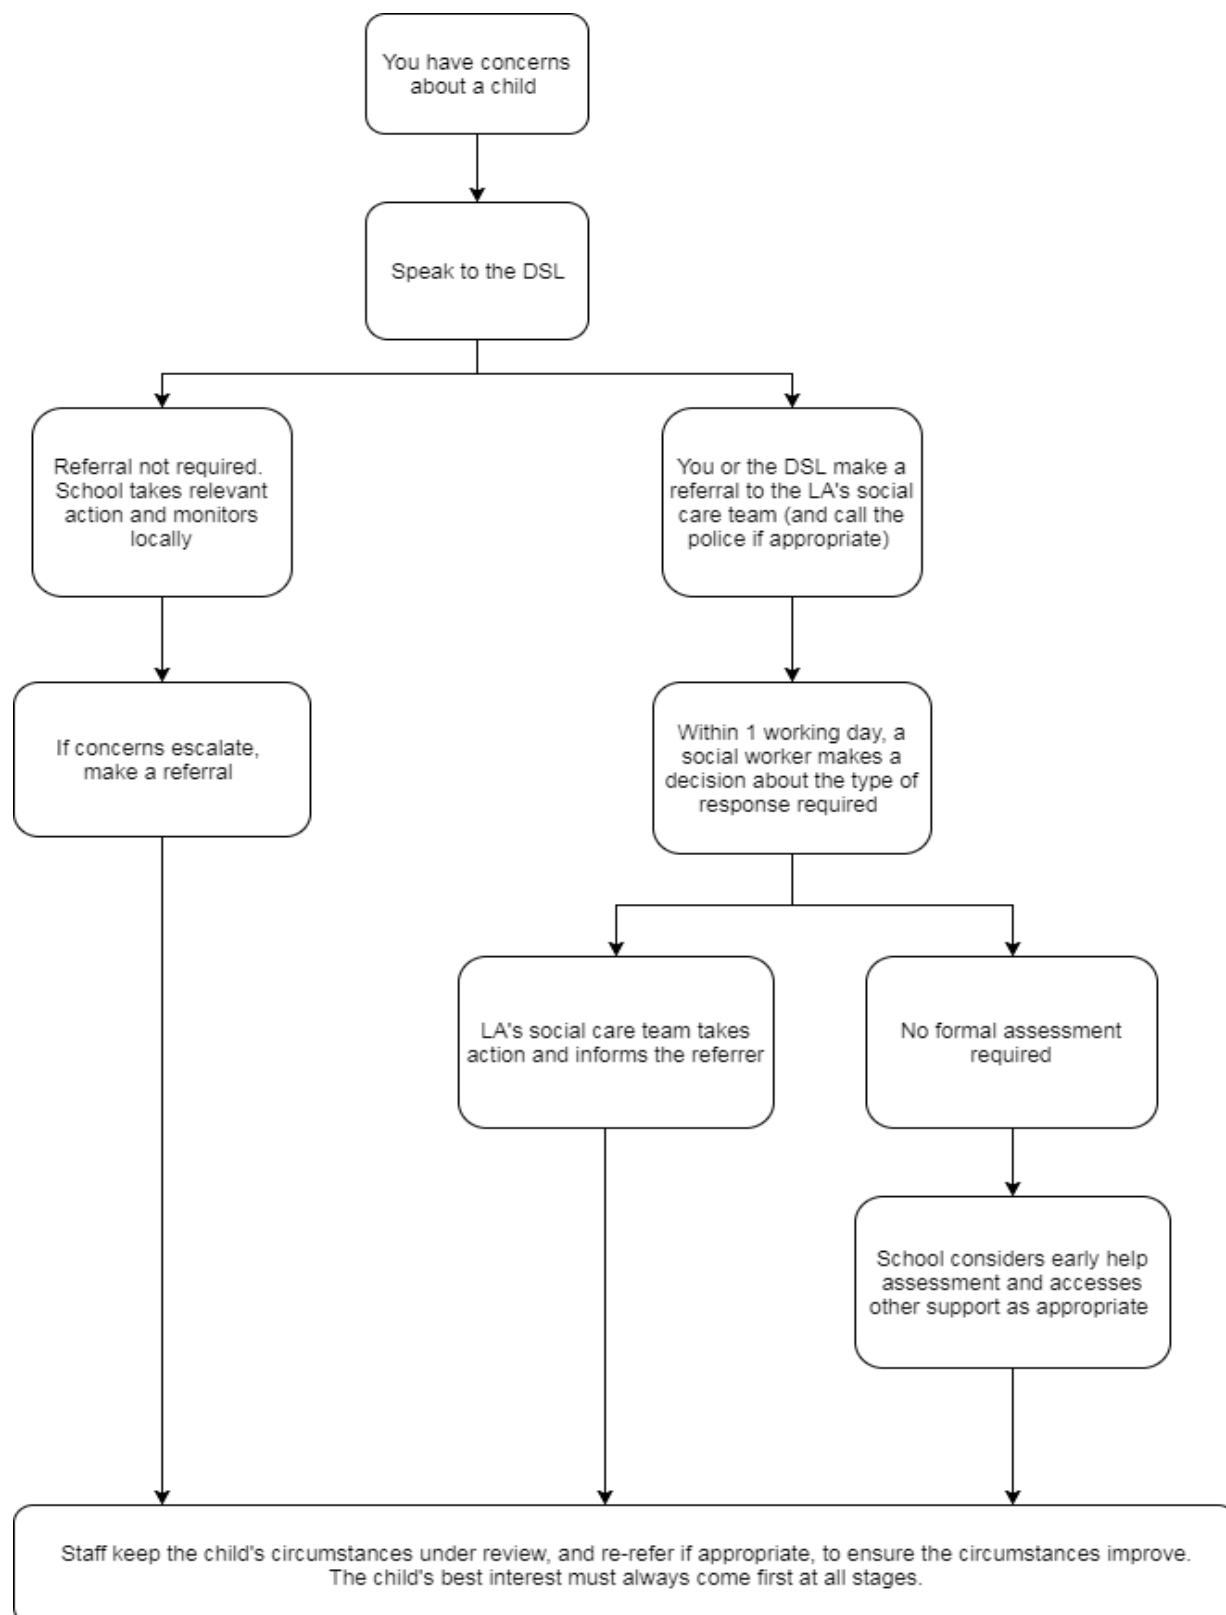 You have concerns
about a child
Speak to the DSL
Referral not required.
School takes relevant
action and monitors
locally
You or the DSL make a
referral to the LA's social
care team (and call the
police if appropriate)
If concerns escalate,
make a referral
Within 1 working day, a
social worker makes a
decision about the type of
response required
LA's social care team takes
action and informs the referrer
No formal assessment
required
School considers early help
assessment and accesses
other support as appropriate
Staff keep the child's circumstances under review, and re-refer if appropriate, to ensure the circumstances improve.
The child's best interest must always come first at all stages.